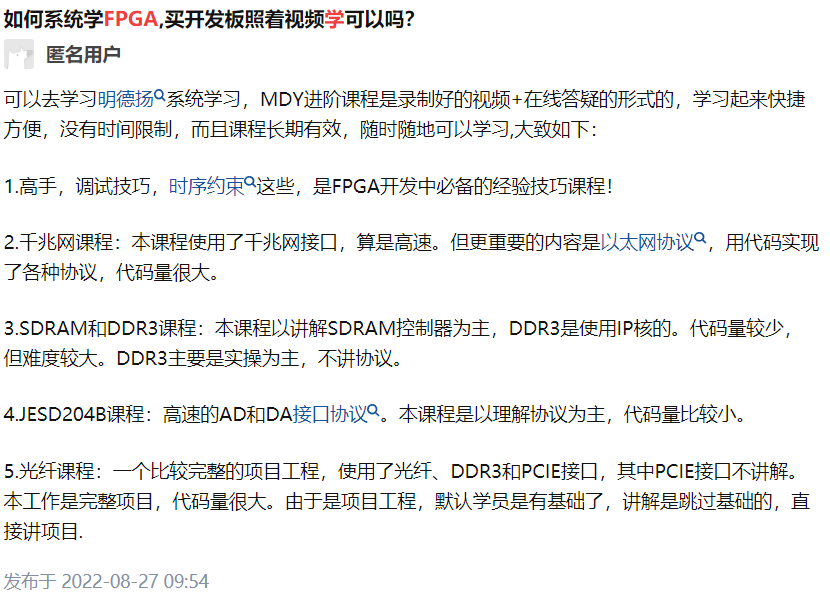 如何系统学FPGA,买开发板照着视频学可以吗?
匿名用户
可以去学习明德扬系统学习，MDY进阶课程是录制好的视频+在线答疑的形式的，学习起来快捷
方便，没有时间限制，而且课程长期有效，随时随地可以学习,大致如下：
1.高手，调试技巧，时序约束这些，是FPGA开发中必备的经验技巧课程！
2.千兆网课程：本课程使用了千兆网接口，算是高速。但更重要的内容是以太网协议，用代码实现
了各种协议，代码量很大。
3.SDRAM和DDR3课程：本课程以讲解SDRAM控制器为主，DDR3是使用IP核的。代码量较少，
但难度较大。DDR3主要是实操为主，不讲协议。
4.JESD204B课程：高速的AD和DA接口协议。本课程是以理解协议为主，代码量比较小。
5.光纤课程：一个比较完整的项目工程，使用了光纤、DDR3和PCIE接口，其中PCIE接口不讲解。
本工作是完整项目，代码量很大。由于是项目工程，默认学员是有基础了，讲解是跳过基础的，直
接讲项目.
发布于 2022-08-27 09:54